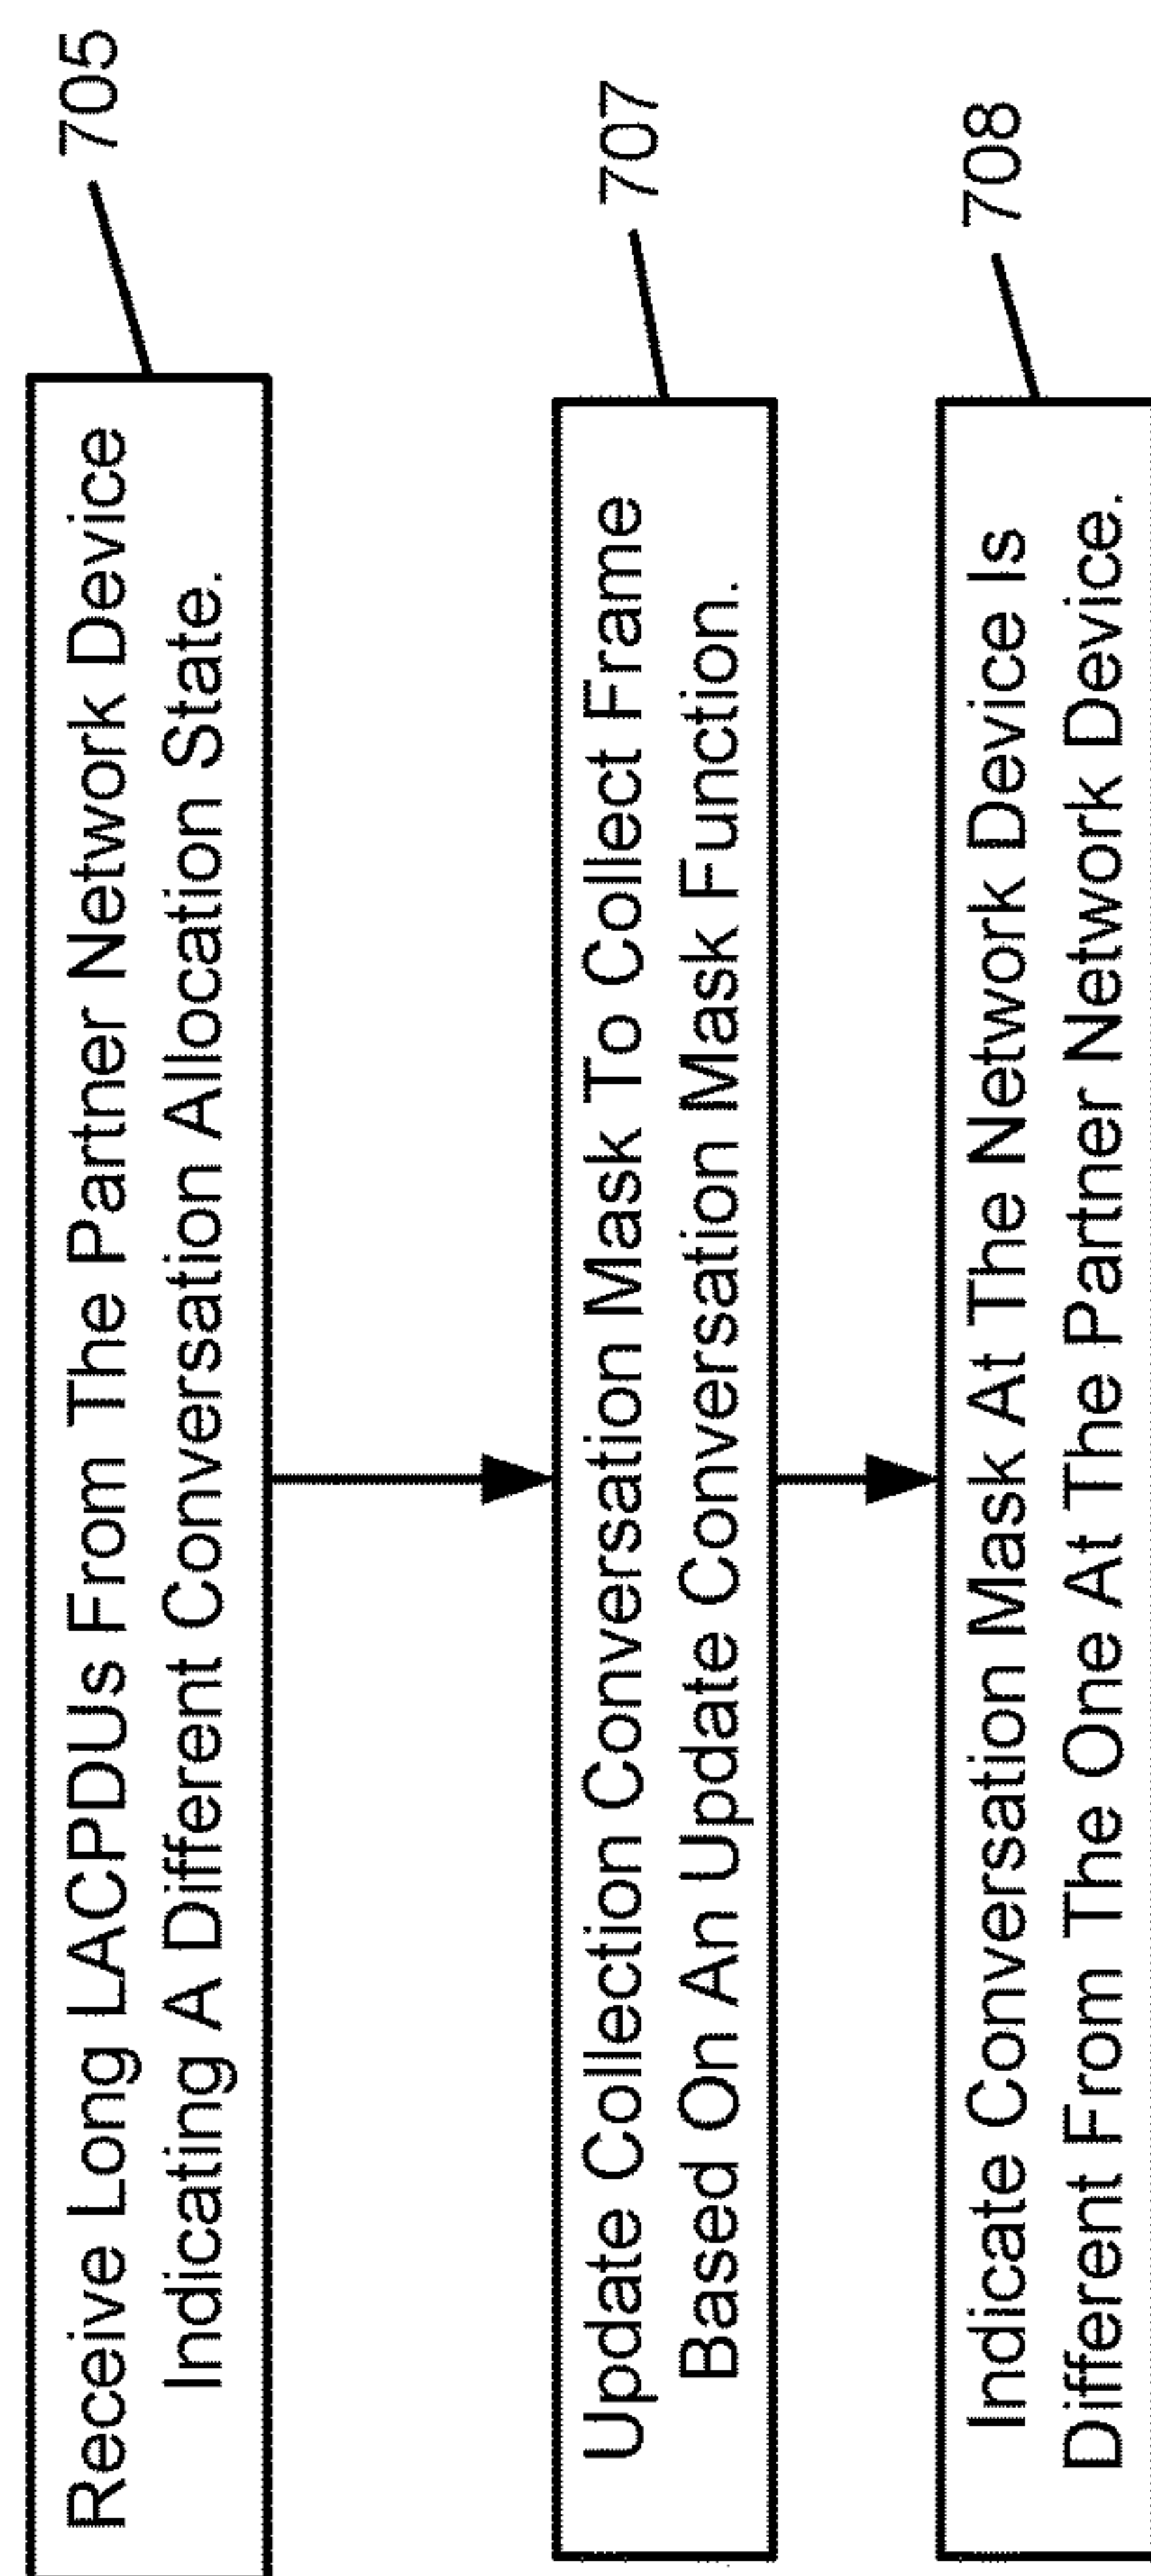 Receive Long LACPDUs From The Partner Network Device
Indicating A Different Conversation Allocation State.
705
Update Collection Conversation Mask To Collect Frame
Based On An Update Conversation Mask Function.
707
Indicate Conversation Mask At The Network Device Is
Different From The One At The Partner Network Device.
708